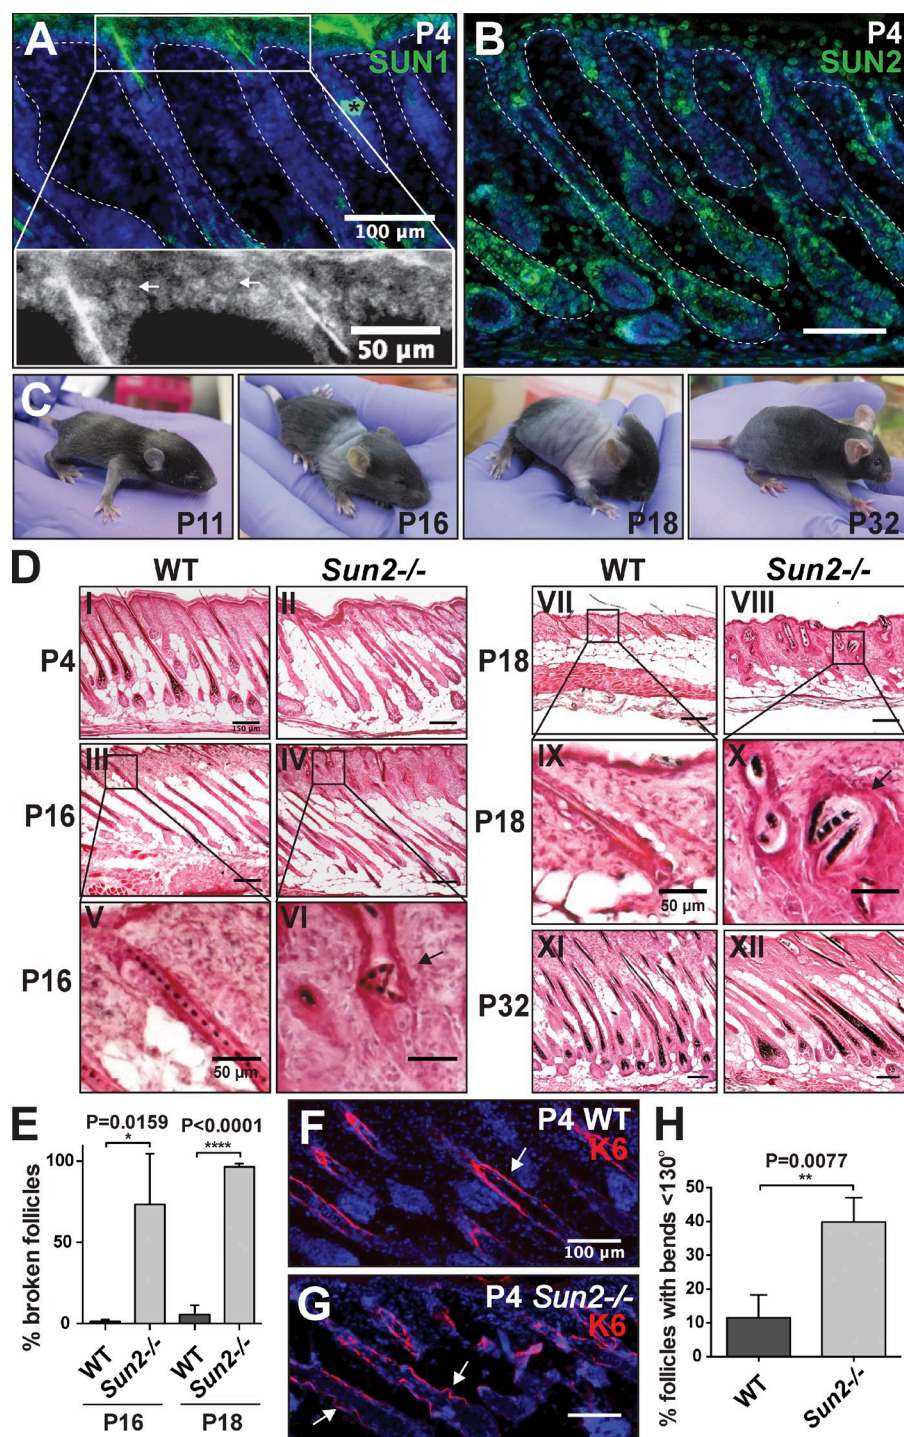 A
P4
SUN1
*
100 µm
50 µm
B
P4
SUN2
C
P11
P16
P18
P32
D
WT
Sun2-/-
P4
I
II
150 µm
P16
III
IV
P16
V
VI
50 µm
WT
Sun2-/-
P18
VII
VIII
P18
IX
X
50 µm
P32
XI
XII
E
P=0.0159
*
P<0.0001
****
% broken follicles
100
50
0
WT
Sun2-/-
WT
Sun2-/-
P16
P18
F
P4 WT
K6
100 µm
G
P4 Sun2-/-
K6
H
P=0.0077
**
% follicles with bends <130°
50
40
30
20
10
0
WT
Sun2-/-